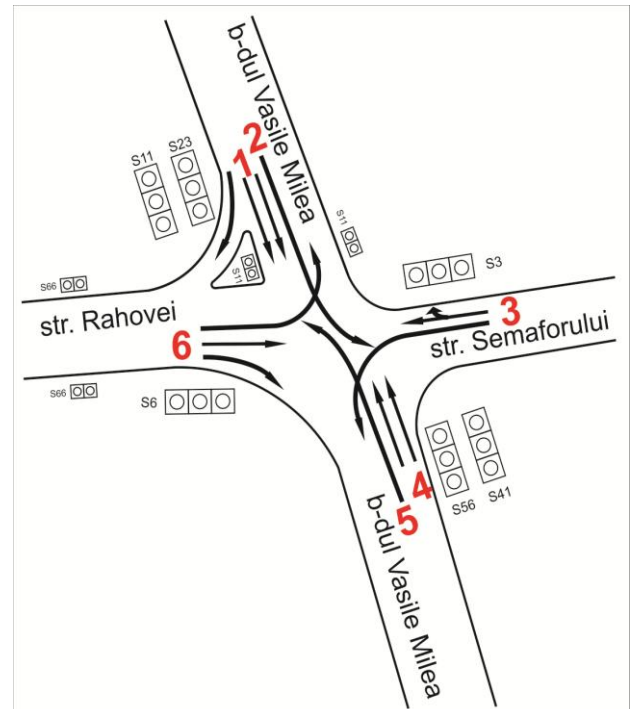 b-dul Vasile Milea
S11
S23
1
2
S11
S11
S3
S66
str. Rahovei
6
3
str. Semaforului
S66
S6
4
5
S56
S41
b-dul Vasile Milea